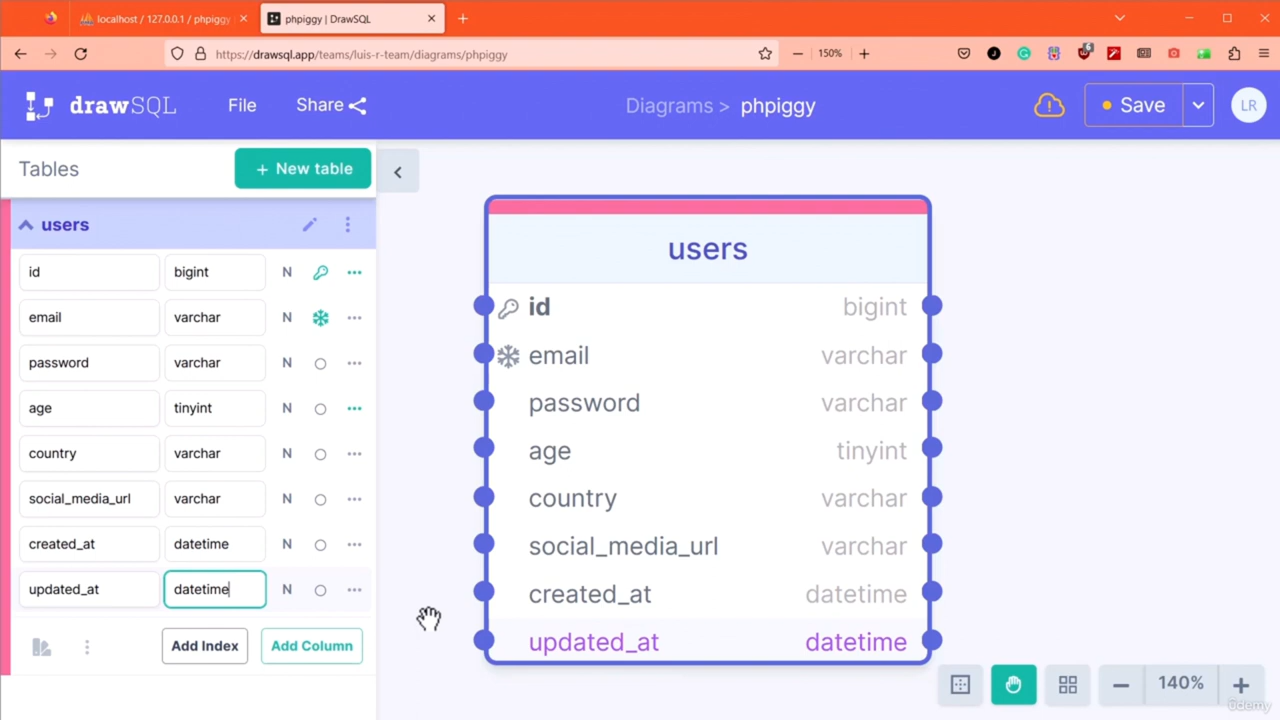 localhost / 127.0.0.1 / phpiggy
phpiggy | DrawSQL
https://drawsql.app/teams/luis-r-team/diagrams/phpiggy
150%
6
drawSQL
File
Share
Diagrams > phpiggy
Save
LR
Tables
+ New table
users
id bigint N
email varchar N
password varchar N
age tinyint N
country varchar N
social_media_url varchar N
created_at datetime N
updated_at datetime N
Add Index
Add Column
users
id bigint
email varchar
password varchar
age tinyint
country varchar
social_media_url varchar
created_at datetime
updated_at datetime
140%
ûdemy